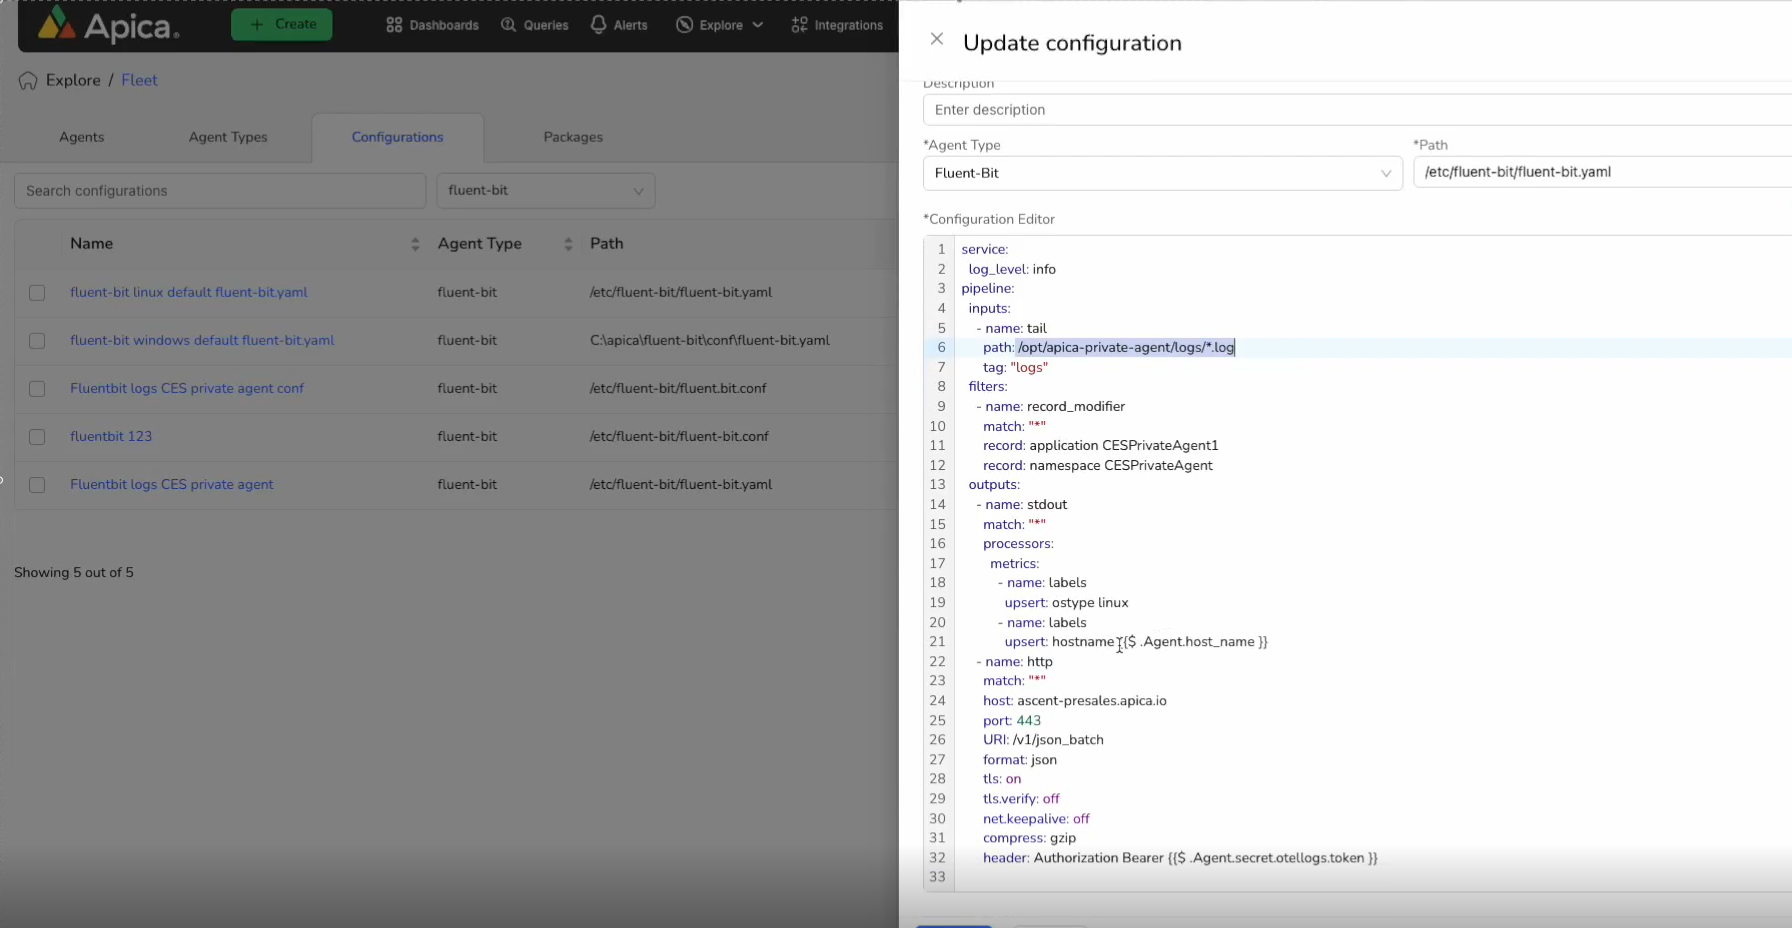 Apica
+ Create
Dashboards
Queries
Alerts
Explore
Integrations
Explore / Fleet
Agents
Agent Types
Configurations
Packages
Search configurations
fluent-bit
Name
Agent Type
Path
fluent-bit linux default fluent-bit.yaml
fluent-bit
/etc/fluent-bit/fluent-bit.yaml
fluent-bit windows default fluent-bit.yaml
fluent-bit
C:\apica\fluent-bit\conf\fluent-bit.yaml
Fluentbit logs CES private agent conf
fluent-bit
/etc/fluent-bit/fluent.bit.conf
fluentbit 123
fluent-bit
/etc/fluent-bit/fluent-bit.conf
Fluentbit logs CES private agent
fluent-bit
/etc/fluent-bit/fluent-bit.yaml
Showing 5 out of 5
Update configuration
Description
Enter description
*Agent Type
*Path
Fluent-Bit
/etc/fluent-bit/fluent-bit.yaml
*Configuration Editor
1 service:
2 log_level: info
3 pipeline:
4 inputs:
5 - name: tail
6 path: /opt/apica-private-agent/logs/*.log
7 tag: "logs"
8 filters:
9 - name: record_modifier
10 match: "*"
11 record: application CESPrivateAgent1
12 record: namespace CESPrivateAgent
13 outputs:
14 - name: stdout
15 match: "*"
16 processors:
17 metrics:
18 - name: labels
19 upsert: ostype linux
20 - name: labels
21 upsert: hostname {{$ .Agent.host_name }}
22 - name: http
23 match: "*"
24 host: ascent-presales.apica.io
25 port: 443
26 URI: /v1/json_batch
27 format: json
28 tls: on
29 tls.verify: off
30 net.keepalive: off
31 compress: gzip
32 header: Authorization Bearer {{$ .Agent.secret.otellogs.token }}
33